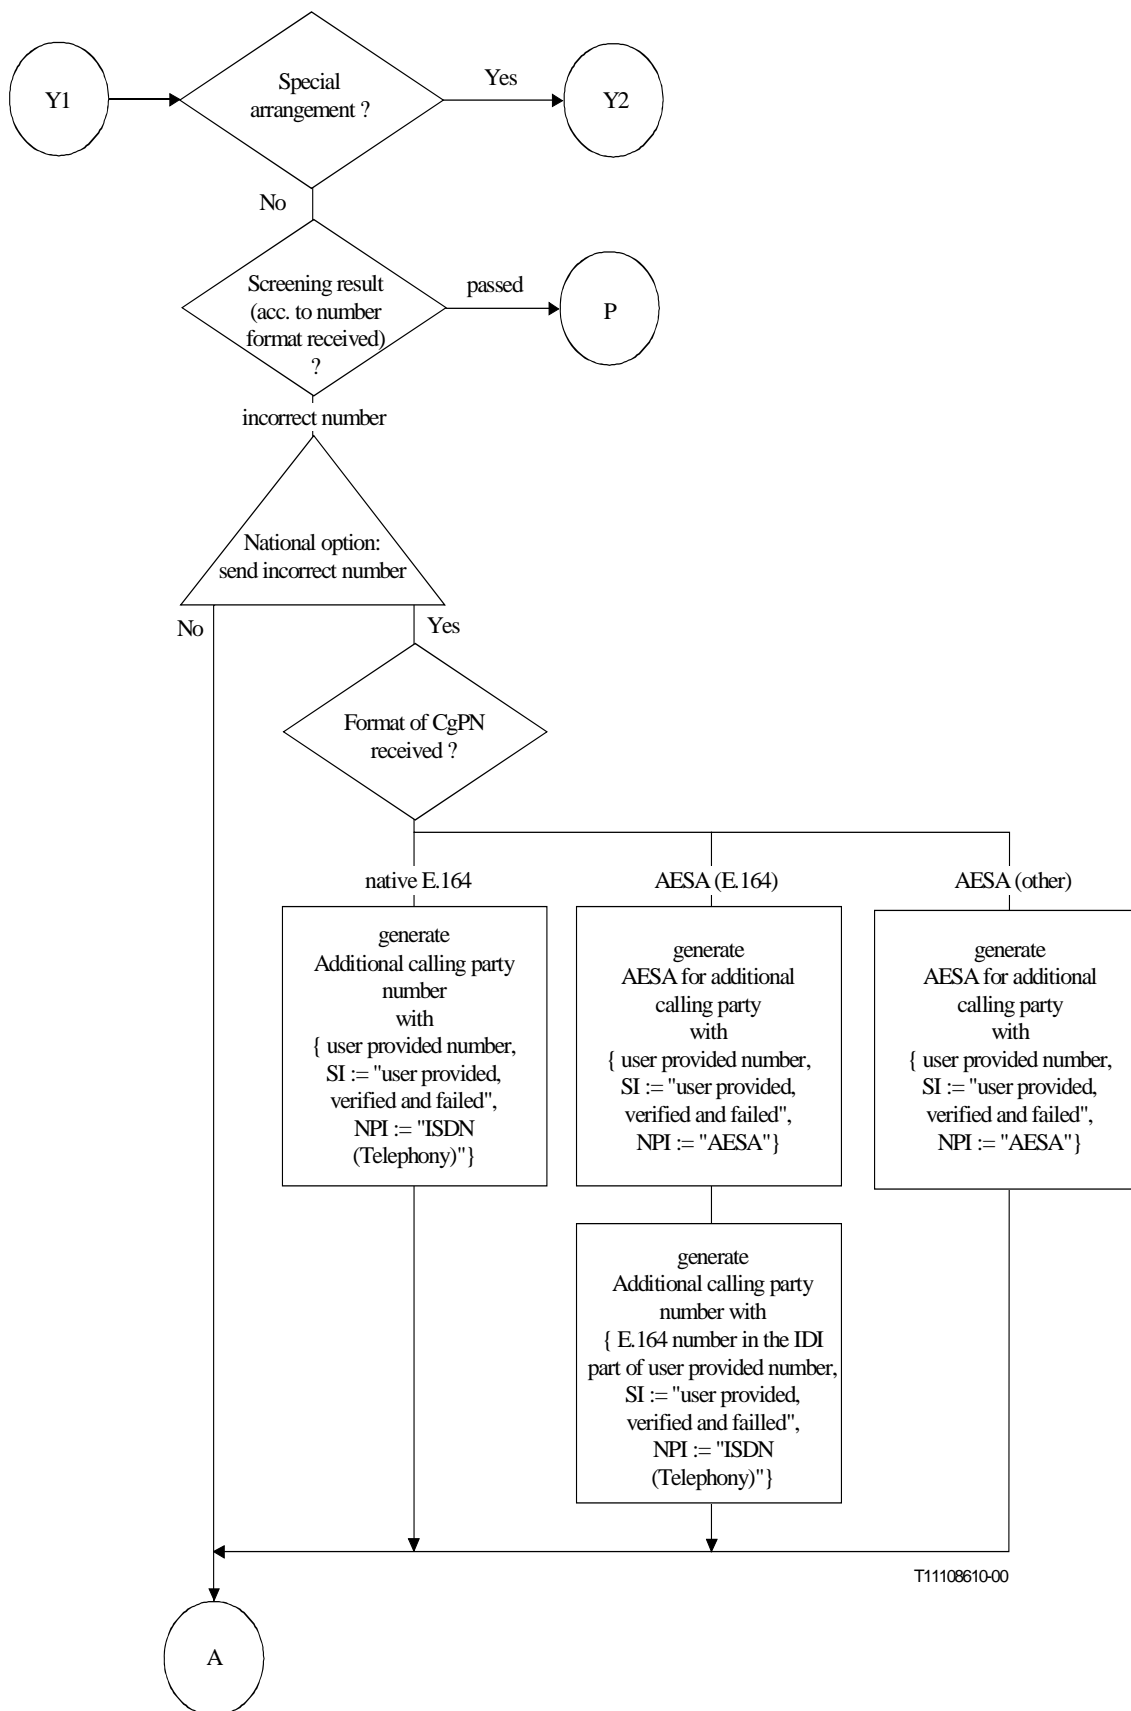 Y1
Special
arrangement ?
Yes
Y2
No
Screening result
(acc. to number
format received)
?
passed
P
incorrect number
National option:
send incorrect number
No
Yes
Format of CgPN
received ?
native E.164
AESA (E.164)
AESA (other)
generate
Additional calling party
number
with
{ user provided number,
SI := "user provided,
verified and failed",
NPI := "ISDN
(Telephony)"}
generate
AESA for additional
calling party
with
{ user provided number,
SI := "user provided,
verified and failed",
NPI := "AESA"}
generate
AESA for additional
calling party
with
{ user provided number,
SI := "user provided,
verified and failed",
NPI := "AESA"}
generate
Additional calling party
number with
{ E.164 number in the IDI
part of user provided number,
SI := "user provided,
verified and failled",
NPI := "ISDN
(Telephony)"}
T11108610-00
A